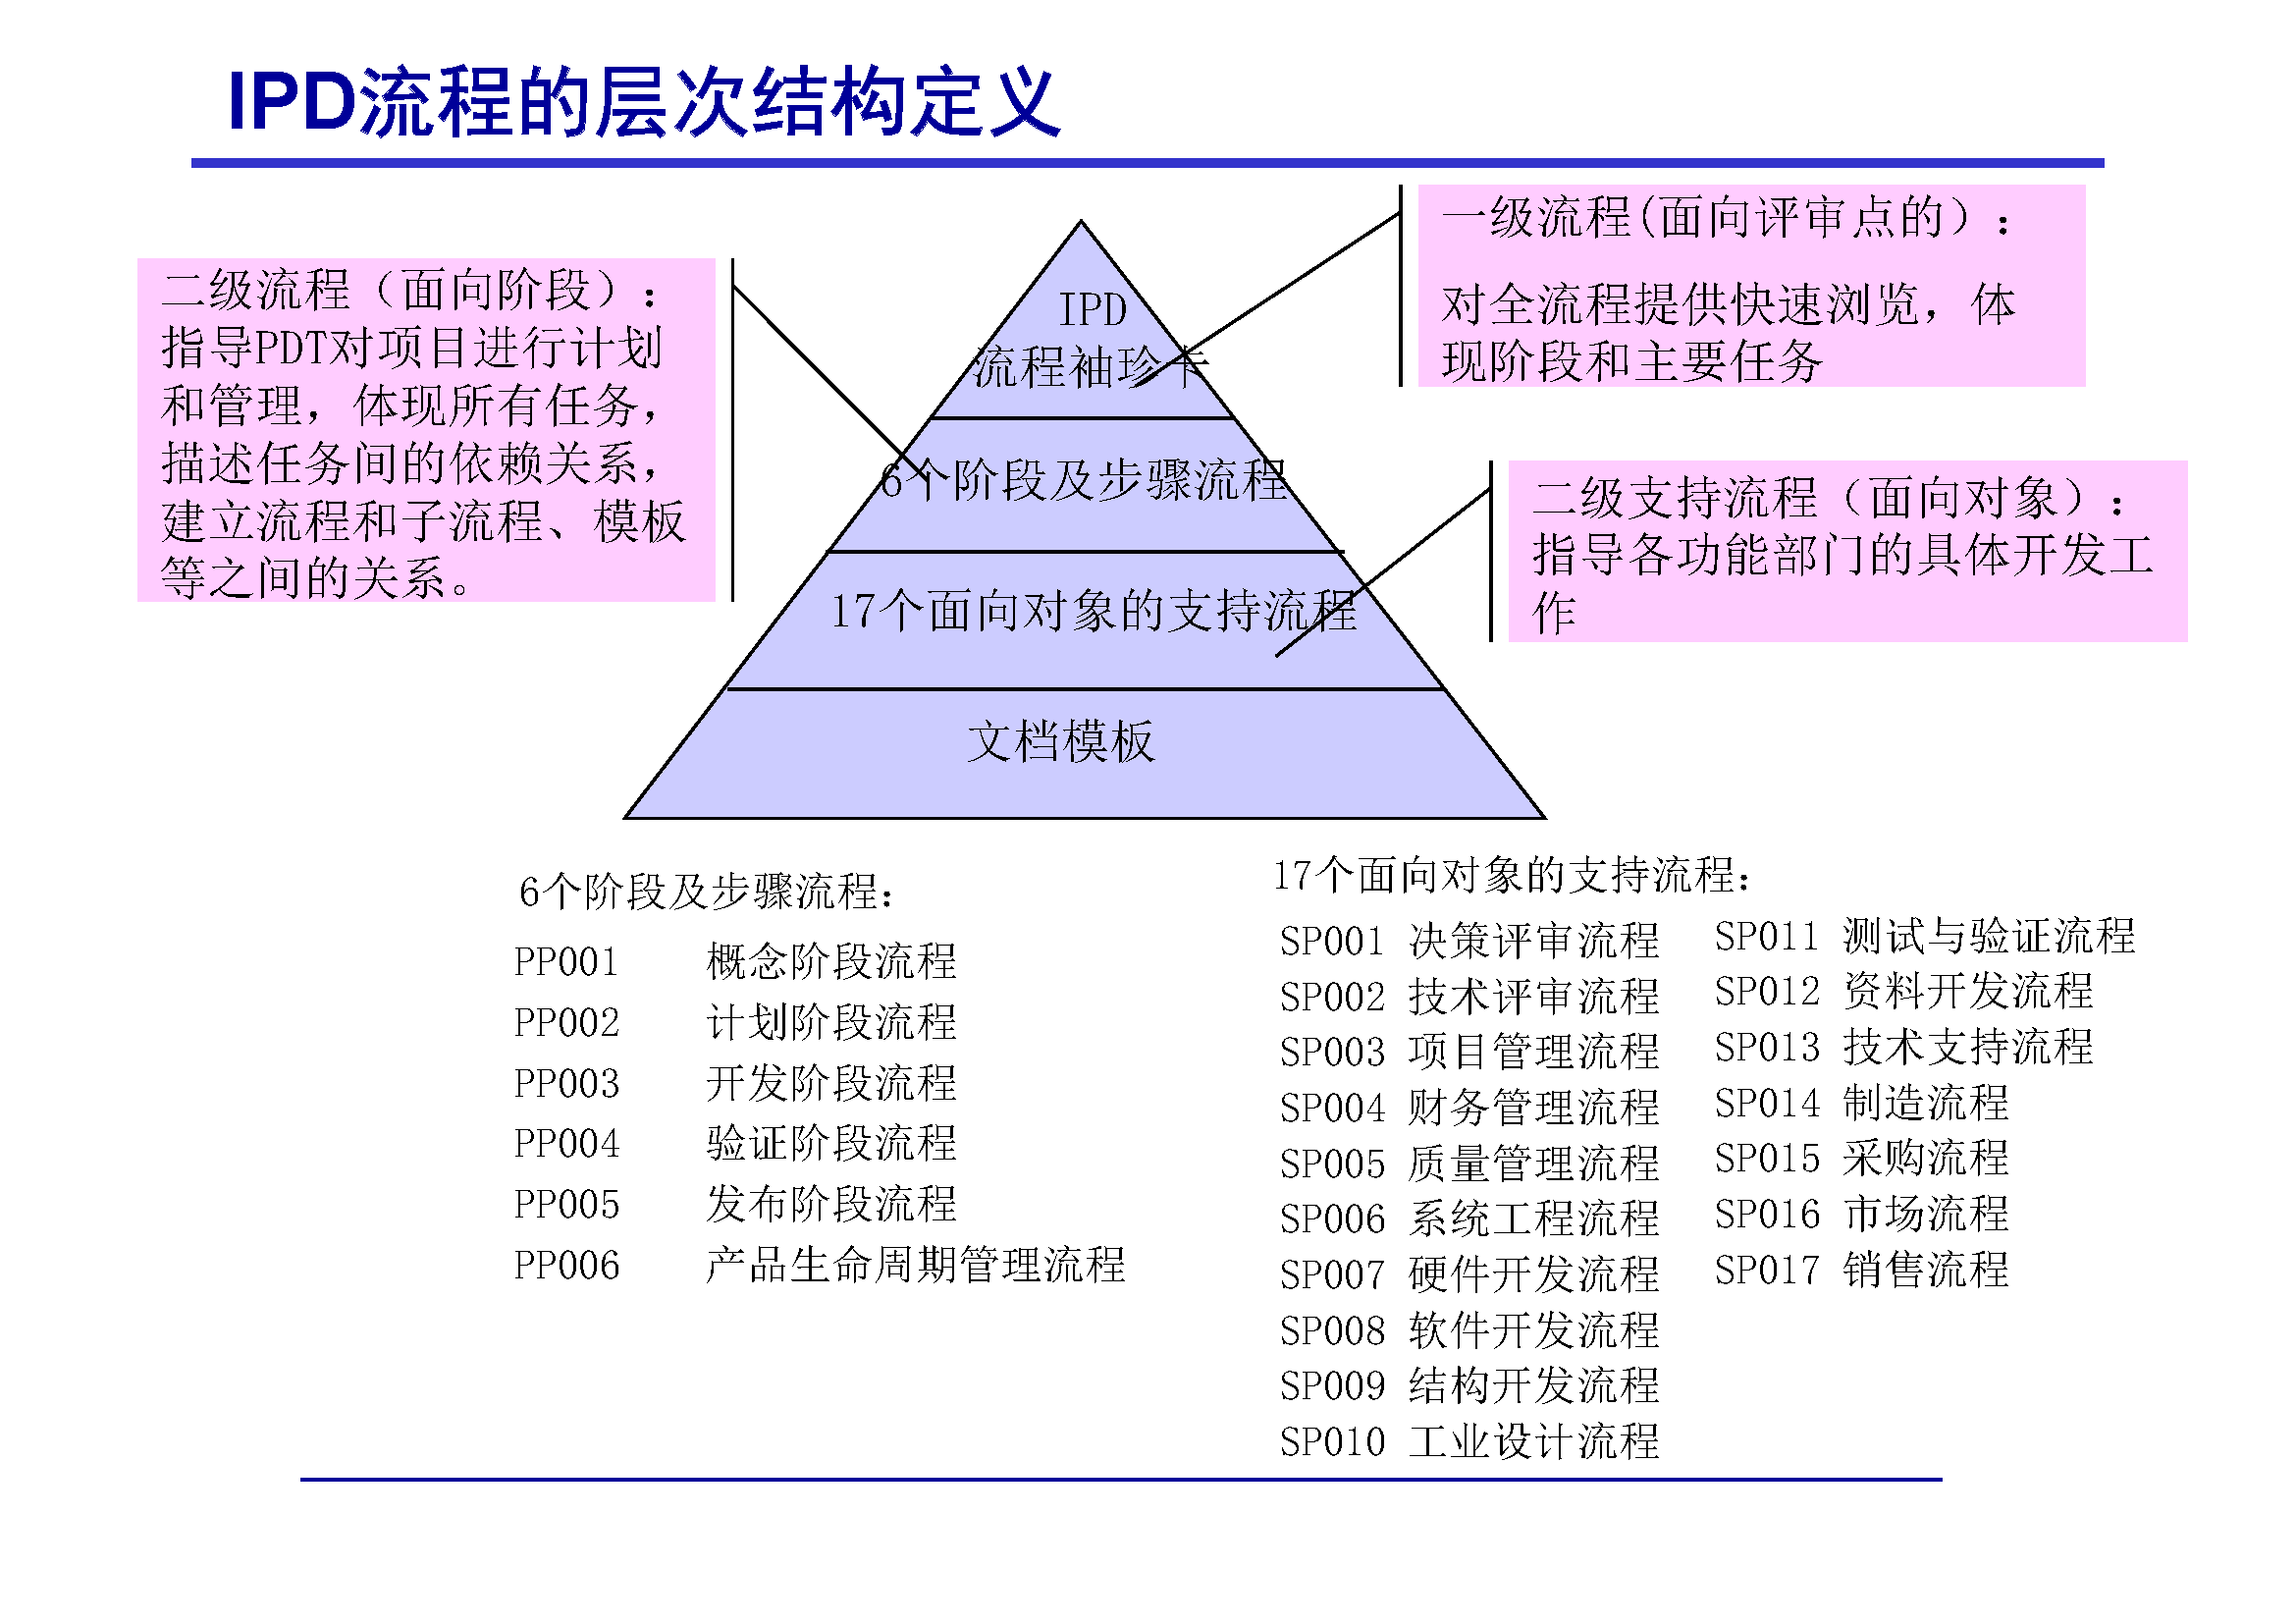 IPD流程的层次结构定义
一级流程(面向评审点的）：
对全流程提供快速浏览，体
现阶段和主要任务
二级流程（面向阶段）：
指导PDT对项目进行计划
和管理，体现所有任务，
描述任务间的依赖关系，
建立流程和子流程、模板
等之间的关系。
IPD
流程袖珍卡
6个阶段及步骤流程
17个面向对象的支持流程
文档模板
二级支持流程（面向对象）：
指导各功能部门的具体开发工
作
6个阶段及步骤流程：
PP001 概念阶段流程
PP002 计划阶段流程
PP003 开发阶段流程
PP004 验证阶段流程
PP005 发布阶段流程
PP006 产品生命周期管理流程
17个面向对象的支持流程：
SP001 决策评审流程
SP002 技术评审流程
SP003 项目管理流程
SP004 财务管理流程
SP005 质量管理流程
SP006 系统工程流程
SP007 硬件开发流程
SP008 软件开发流程
SP009 结构开发流程
SP010 工业设计流程
SP011 测试与验证流程
SP012 资料开发流程
SP013 技术支持流程
SP014 制造流程
SP015 采购流程
SP016 市场流程
SP017 销售流程